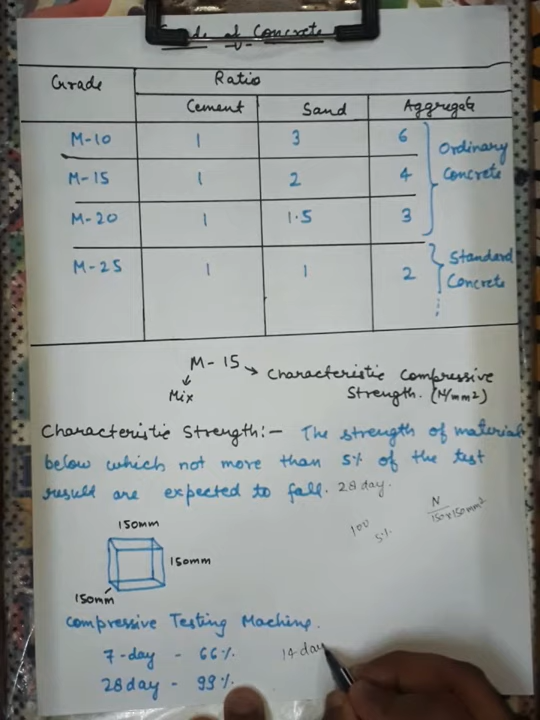 Grade of Concrete
Grade Ratio
Cement Sand Aggregate
M-10 1 3 6
M-15 1 2 4
M-20 1 1.5 3
Ordinary
Concrete
M-25 1 1 2
Standard
Concrete
M-15 → Characteristic Compressive
Mix Strength. (N/mm²)
Characteristic Strength:- The strength of material
below which not more than 5% of the test
result are expected to fall. 28 day.
N
150x150mm²
100
5%
150mm
150mm
150mm
Compressive Testing Machine.
7-day - 66%
14 day
28 day - 99%